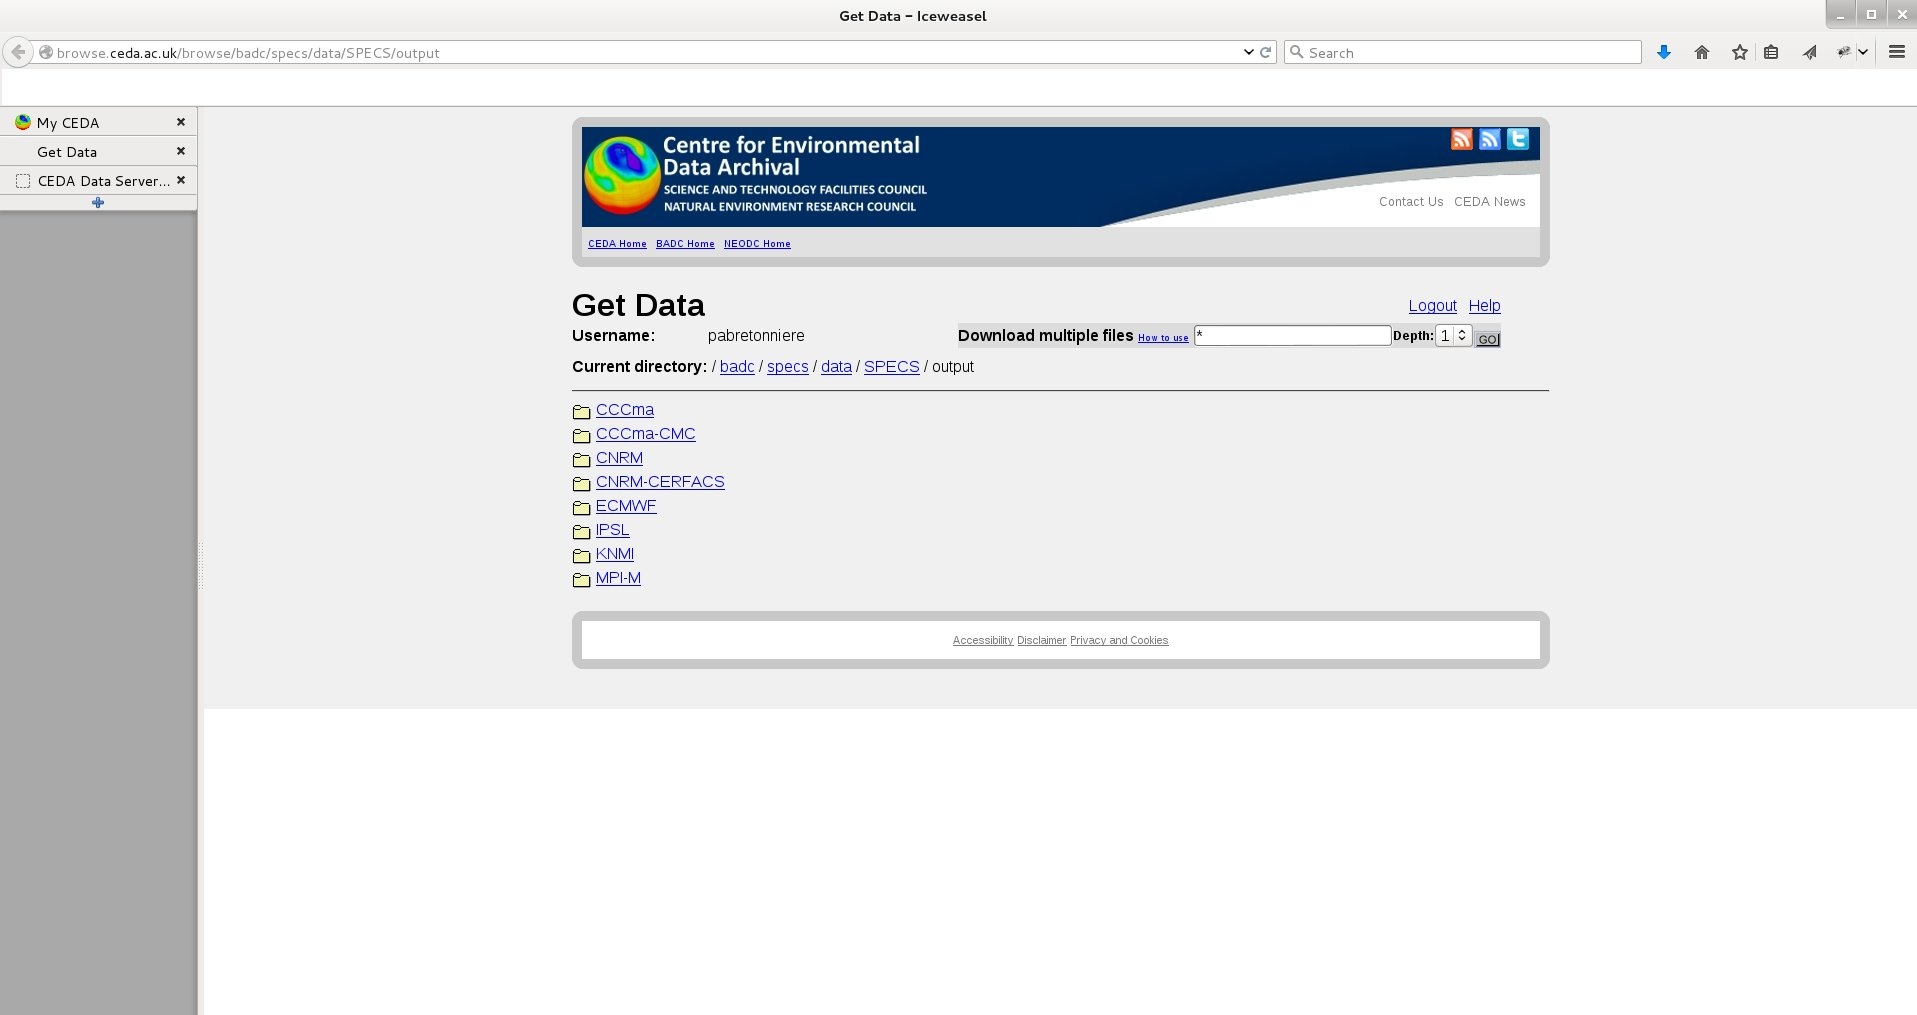 Get Data – Iceweasel
browse.ceda.ac.uk/browse/badc/specs/data/SPECS/output
Search
My CEDA
Get Data
CEDA Data Server...
Centre for Environmental
Data Archival
SCIENCE AND TECHNOLOGY FACILITIES COUNCIL
NATURAL ENVIRONMENT RESEARCH COUNCIL
Contact Us CEDA News
CEDA Home BADC Home NEODC Home
Get Data
Logout Help
Username: pabretonniere
Download multiple files How to use * Depth: 1 GO
Current directory: / badc / specs / data / SPECS / output
CCCma
CCCma-CMC
CNRM
CNRM-CERFACS
ECMWF
IPSL
KNMI
MPI-M
Accessibility Disclaimer Privacy and Cookies